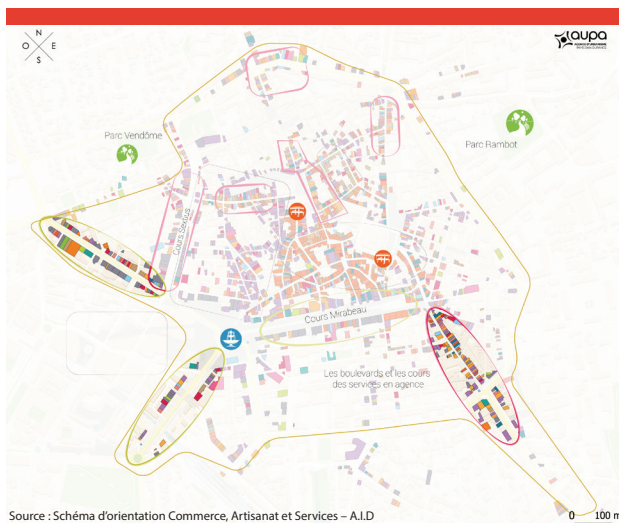 N
O E
S
aupa
Parc Vendôme
Parc Rambot
Cours Sextius
Cours Mirabeau
Les boulevards et les cours
des services en agence
Source : Schéma d'orientation Commerce, Artisanat et Services – A.I.D
0 100 m